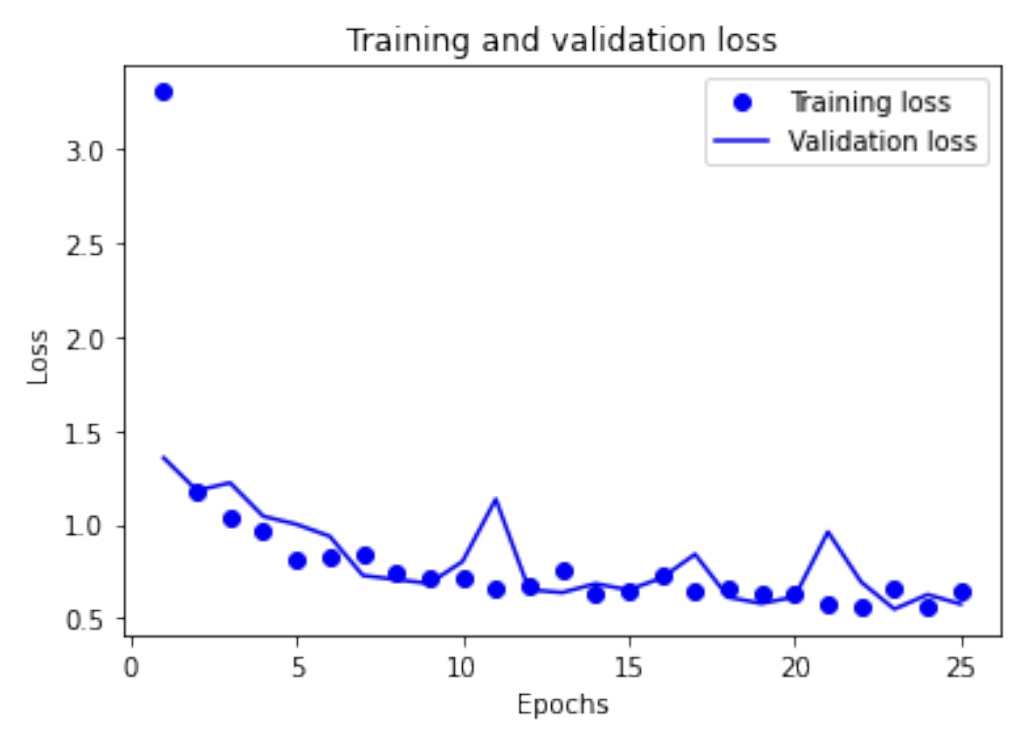 Training and validation loss
Training loss
Validation loss
3.0
2.5
2.0
1.5
1.0
0.5
Loss
0 5 10 15 20 25
Epochs